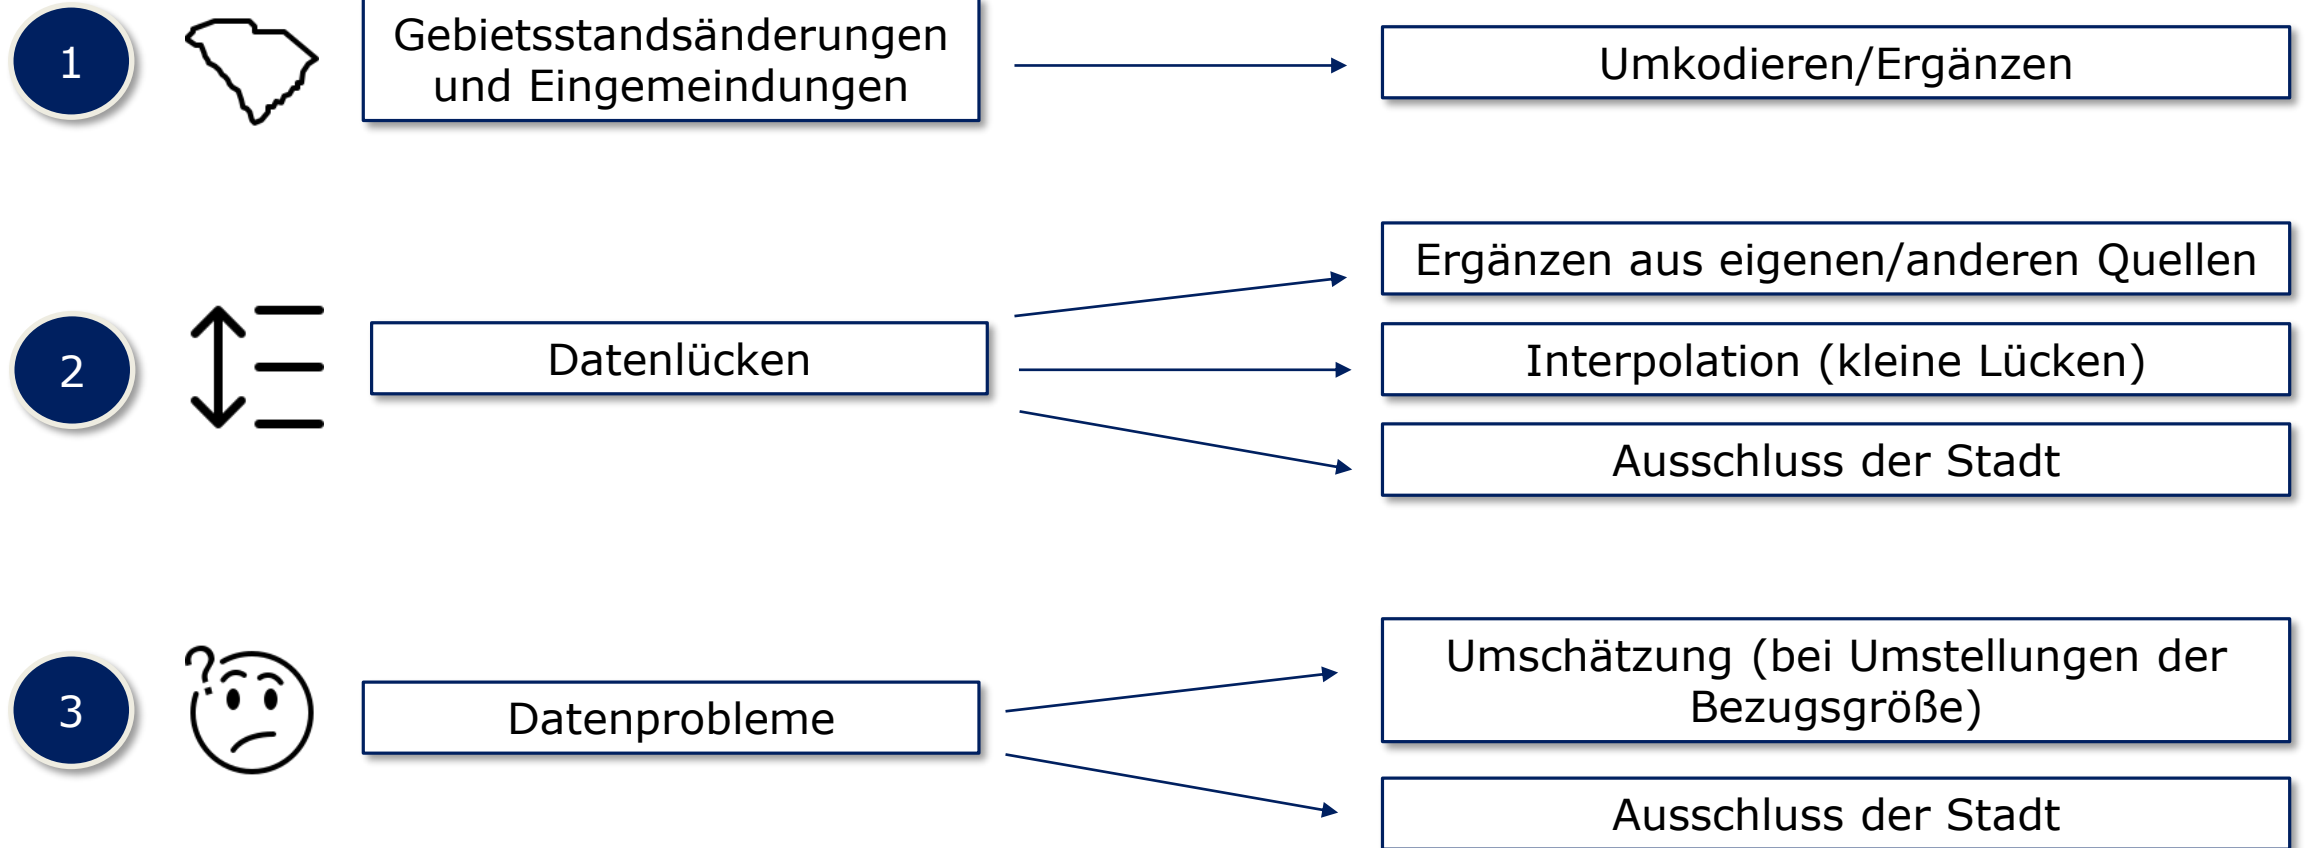 1
Gebietsstandsänderungen
und Eingemeindungen
Umkodieren/Ergänzen
2
Datenlücken
Ergänzen aus eigenen/anderen Quellen
Interpolation (kleine Lücken)
Ausschluss der Stadt
3
?
Datenprobleme
Umschätzung (bei Umstellungen der
Bezugsgröße)
Ausschluss der Stadt